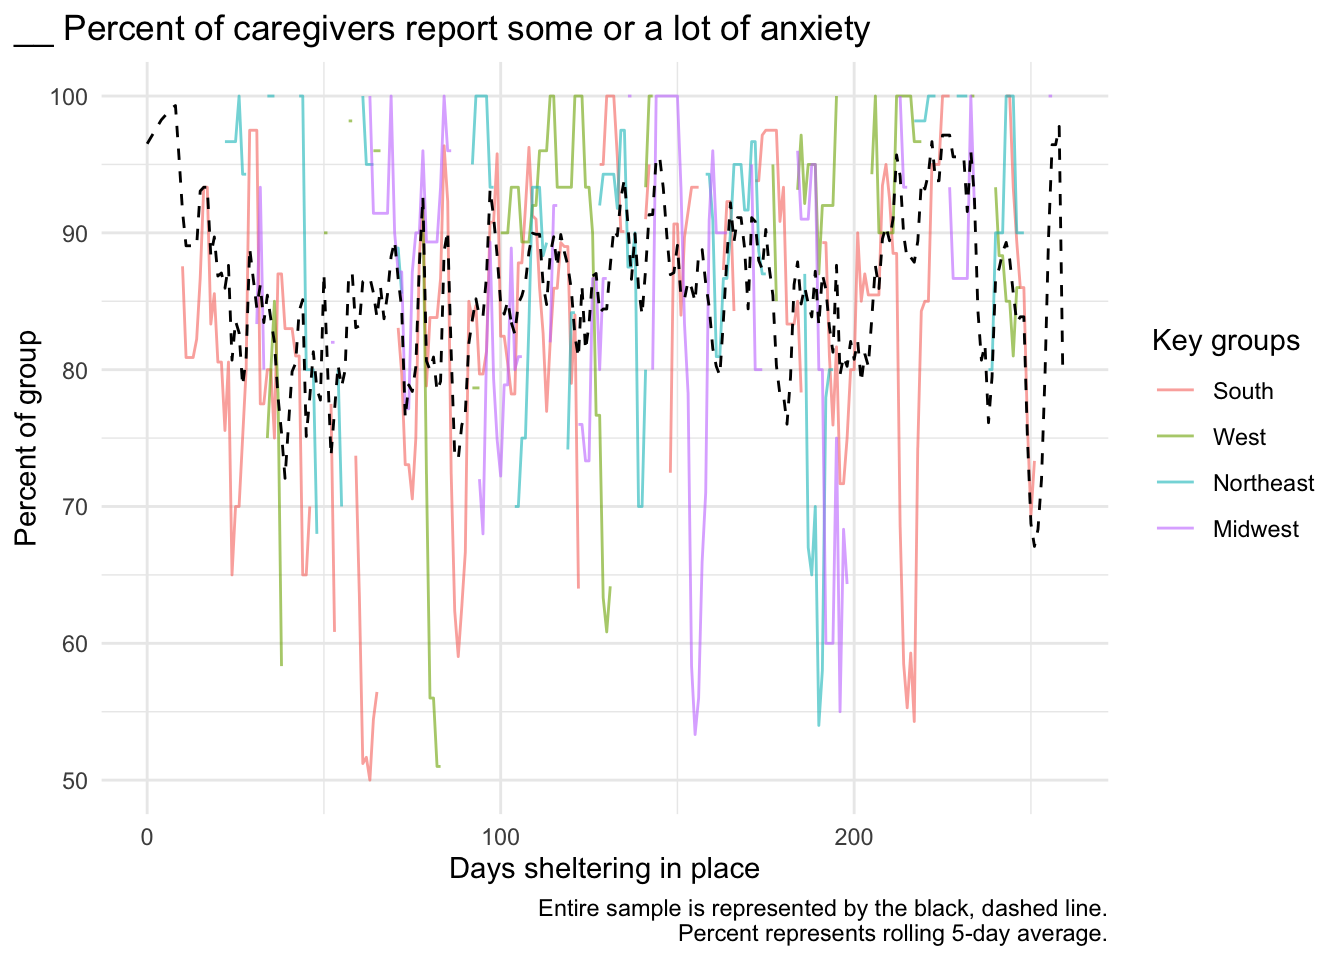 __ Percent of caregivers report some or a lot of anxiety
Percent of group
100
90
80
70
60
50
0
100
200
Days sheltering in place
Key groups
South
West
Northeast
Midwest
Entire sample is represented by the black, dashed line.
Percent represents rolling 5-day average.